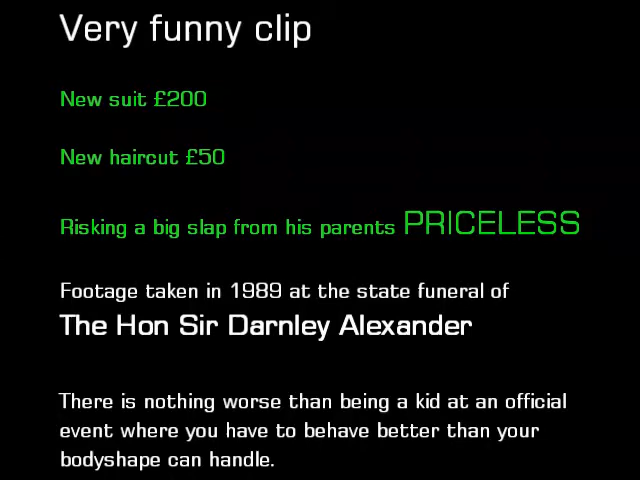 Very funny clip
New suit £200
New haircut £50
Risking a big slap from his parents PRICELESS
Footage taken in 1989 at the state funeral of
The Hon Sir Darnley Alexander
There is nothing worse than being a kid at an official
event where you have to behave better than your
bodyshape can handle.